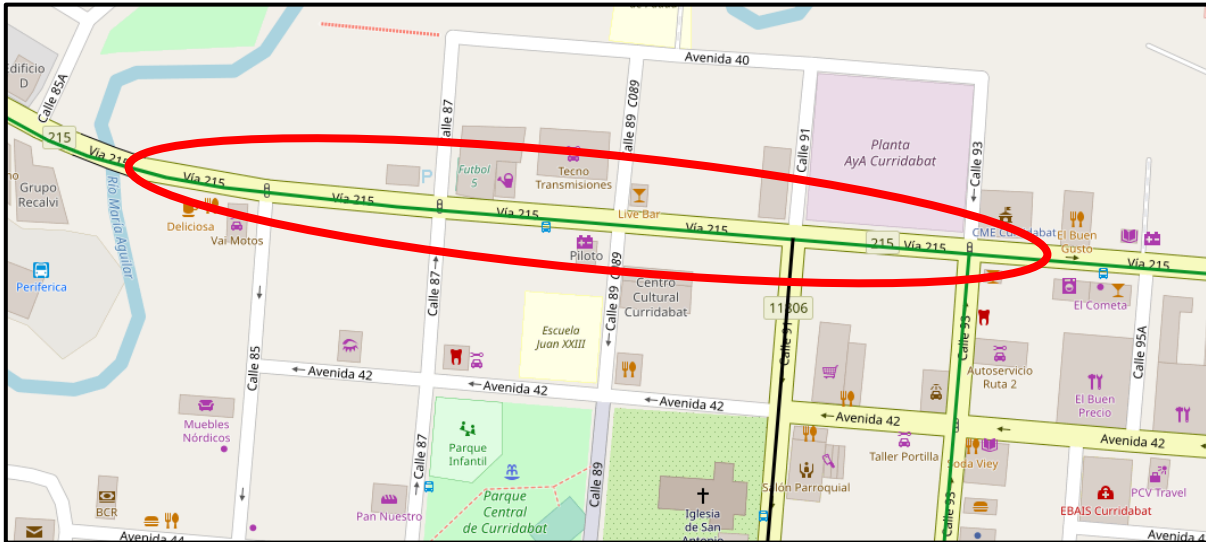 Avenida 40
Edificio
D
Calle 85A
Calle 87
Calle 89
C089
Calle 91
Planta
AyA Curridabat
Calle 93
215
Vía 215
Grupo
Recalvi
Río María Aguilar
Vía 215
Deliciosa
Vai Motos
P
Futbol
5
Tecno
Transmisiones
Live Bar
Vía 215
Vía 215
215
Vía 215
CME Curridabat
El Buen
Gusto
Vía 215
Periferica
Piloto
Calle 87
Calle 89
C089
Centro
Cultural
Curridabat
El Cometa
11806
Escuela
Juan XXIII
Calle 91
Calle 93
Calle 95A
Calle 85
Avenida 42
Avenida 42
Avenida 42
Avenida 42
Avenida 42
Autoservicio
Ruta 2
El Buen
Precio
Muebles
Nórdicos
Parque
Infantil
Calle 87
Calle 89
Taller Portilla
Soda Viey
BCR
Pan Nuestro
Parque
Central
de Curridabat
Iglesia
de San
Antonio
Salón Parroquial
Calle 93
PCV Travel
EBAIS Curridabat
Avenida 44